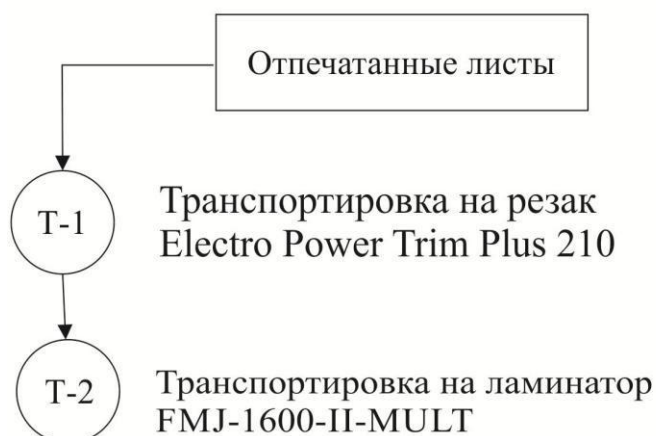 Отпечатанные листы
Т-1
Транспортировка на резак
Electro Power Trim Plus 210
Т-2
Транспортировка на ламинатор
FMJ-1600-II-MULT